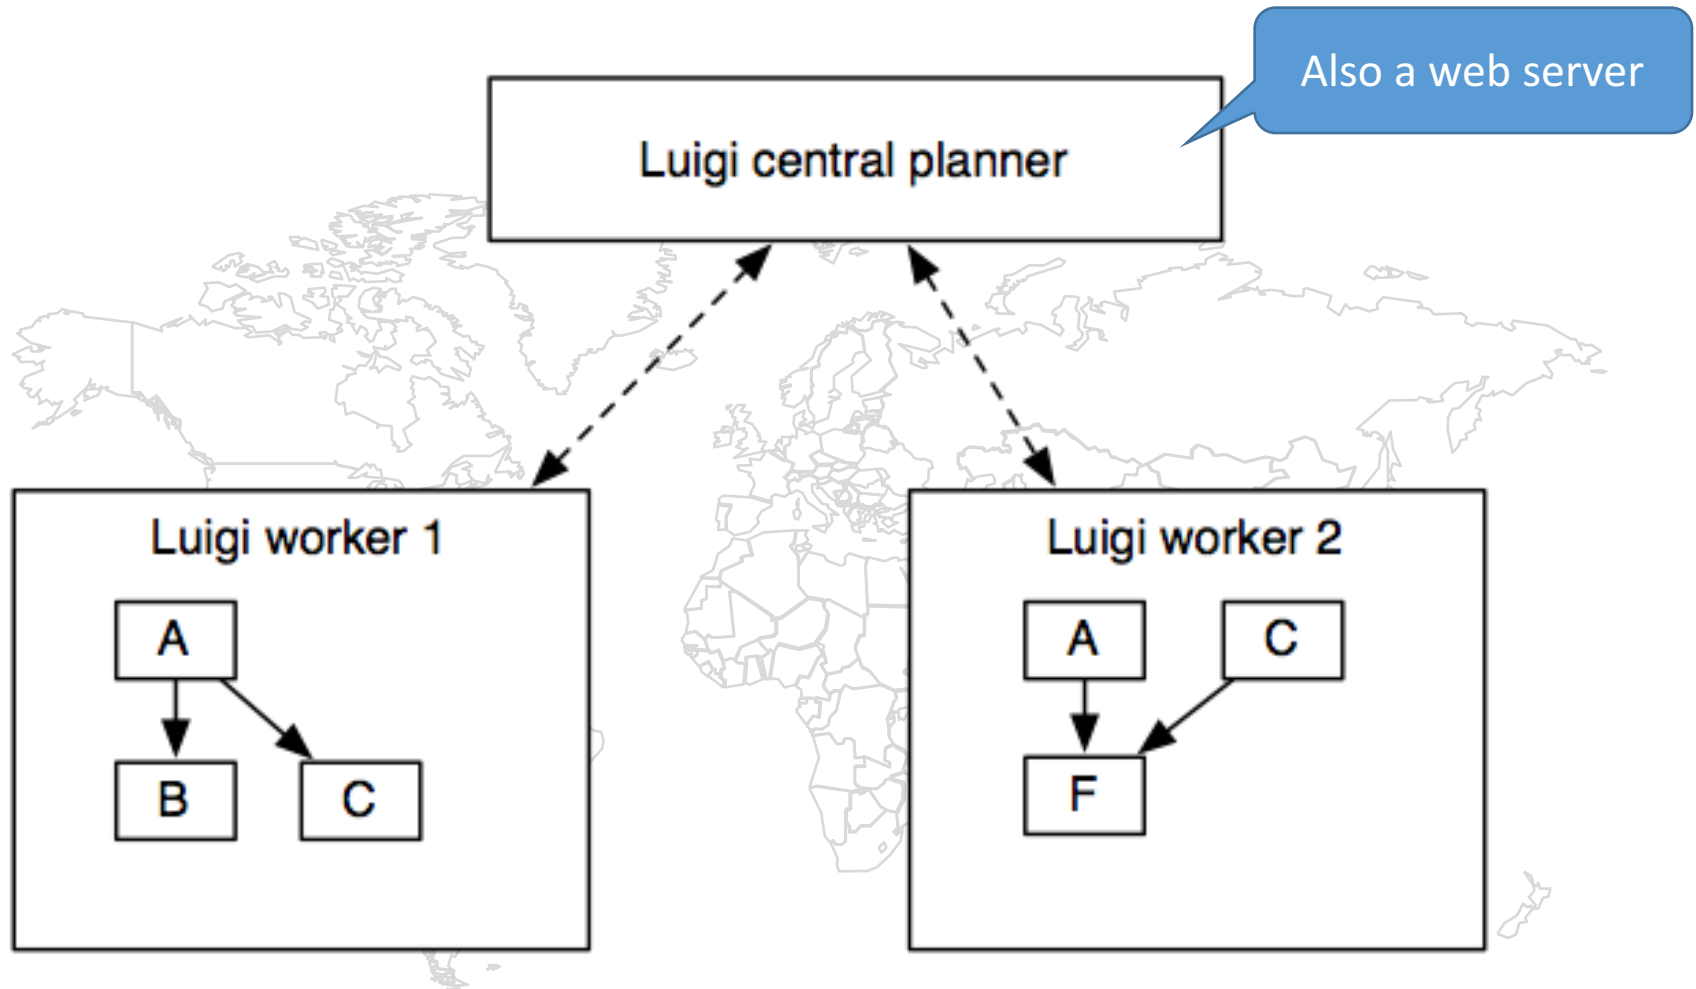 Also a web server
Luigi central planner
Luigi worker 1
A
B
C
Luigi worker 2
A
C
F